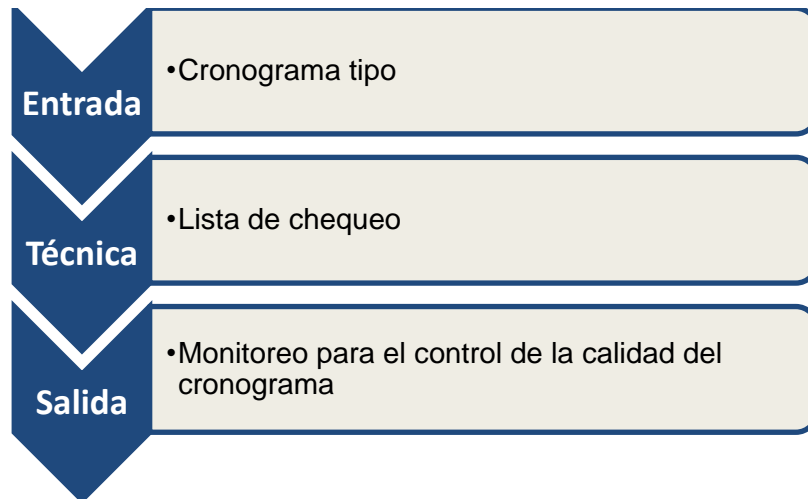 Entrada
•Cronograma tipo
Técnica
•Lista de chequeo
Salida
•Monitoreo para el control de la calidad del
cronograma